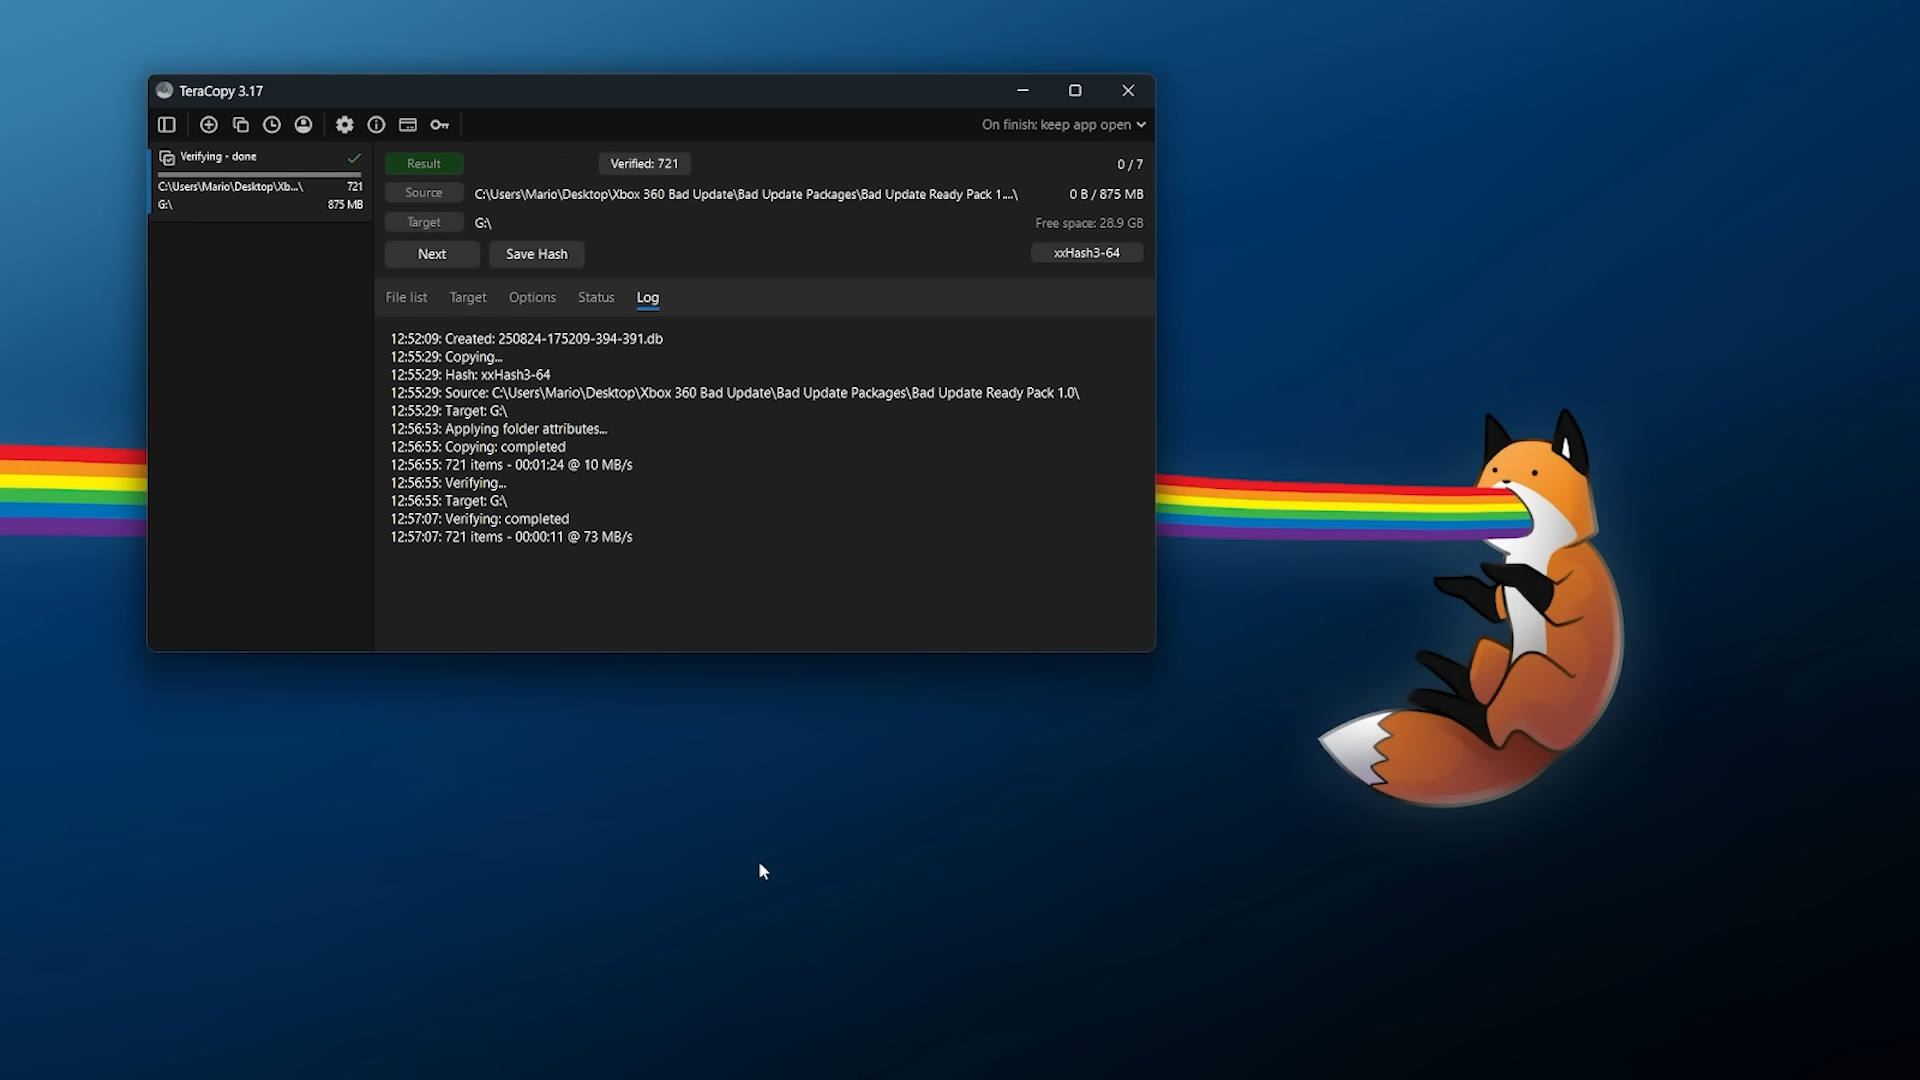 TeraCopy 3.17
On finish: keep app open
Verifying - done
C:\Users\Mario\Desktop\Xb...\ 721
G:\ 875 MB
Result Verified: 721 0 / 7
Source C:\Users\Mario\Desktop\Xbox 360 Bad Update\Bad Update Packages\Bad Update Ready Pack 1....\ 0 B / 875 MB
Target G:\ Free space: 28.9 GB
Next Save Hash xxHash3-64
File list Target Options Status Log
12:52:09: Created: 250824-175209-394-391.db
12:55:29: Copying...
12:55:29: Hash: xxHash3-64
12:55:29: Source: C:\Users\Mario\Desktop\Xbox 360 Bad Update\Bad Update Packages\Bad Update Ready Pack 1.0\
12:55:29: Target: G:\
12:56:53: Applying folder attributes...
12:56:55: Copying: completed
12:56:55: 721 items - 00:01:24 @ 10 MB/s
12:56:55: Verifying...
12:56:55: Target: G:\
12:57:07: Verifying: completed
12:57:07: 721 items - 00:00:11 @ 73 MB/s